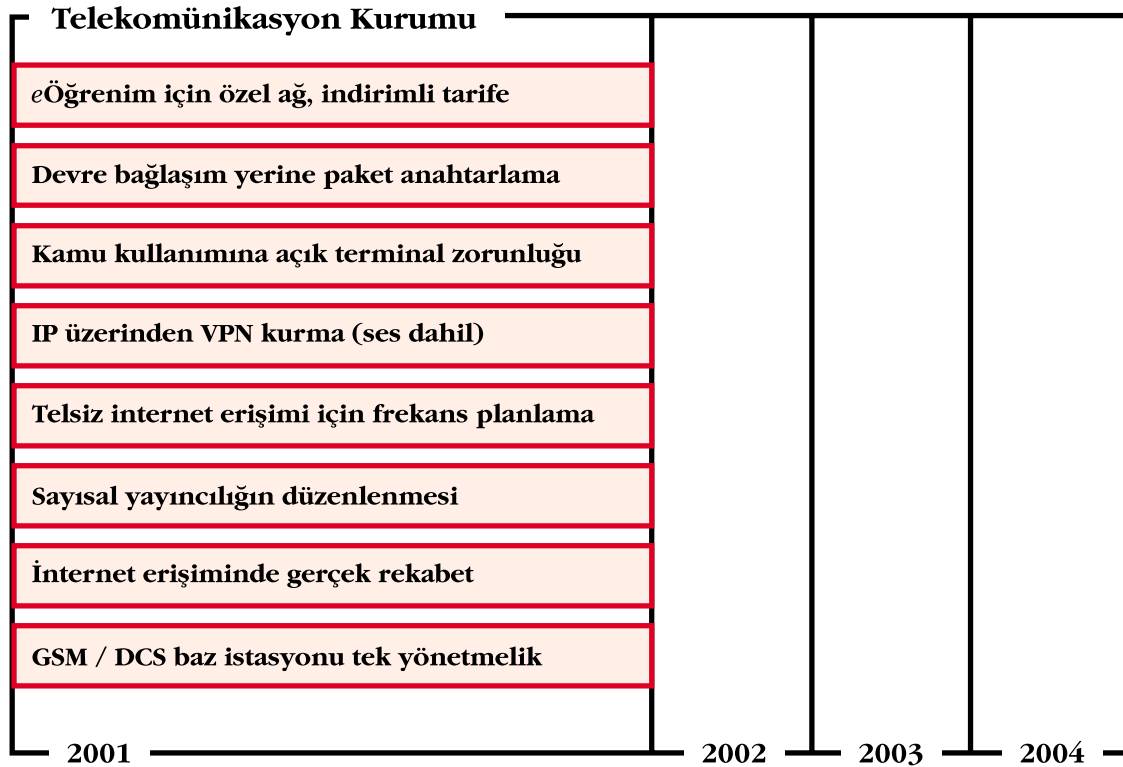 Telekomünikasyon Kurumu
eÖğrenim için özel ağ, indirimli tarife
Devre bağlaşım yerine paket anahtarlama
Kamu kullanımına açık terminal zorunluğu
IP üzerinden VPN kurma (ses dahil)
Telsiz internet erişimi için frekans planlama
Sayısal yayıncılığın düzenlenmesi
İnternet erişiminde gerçek rekabet
GSM / DCS baz istasyonu tek yönetmelik
2001 2002 2003 2004